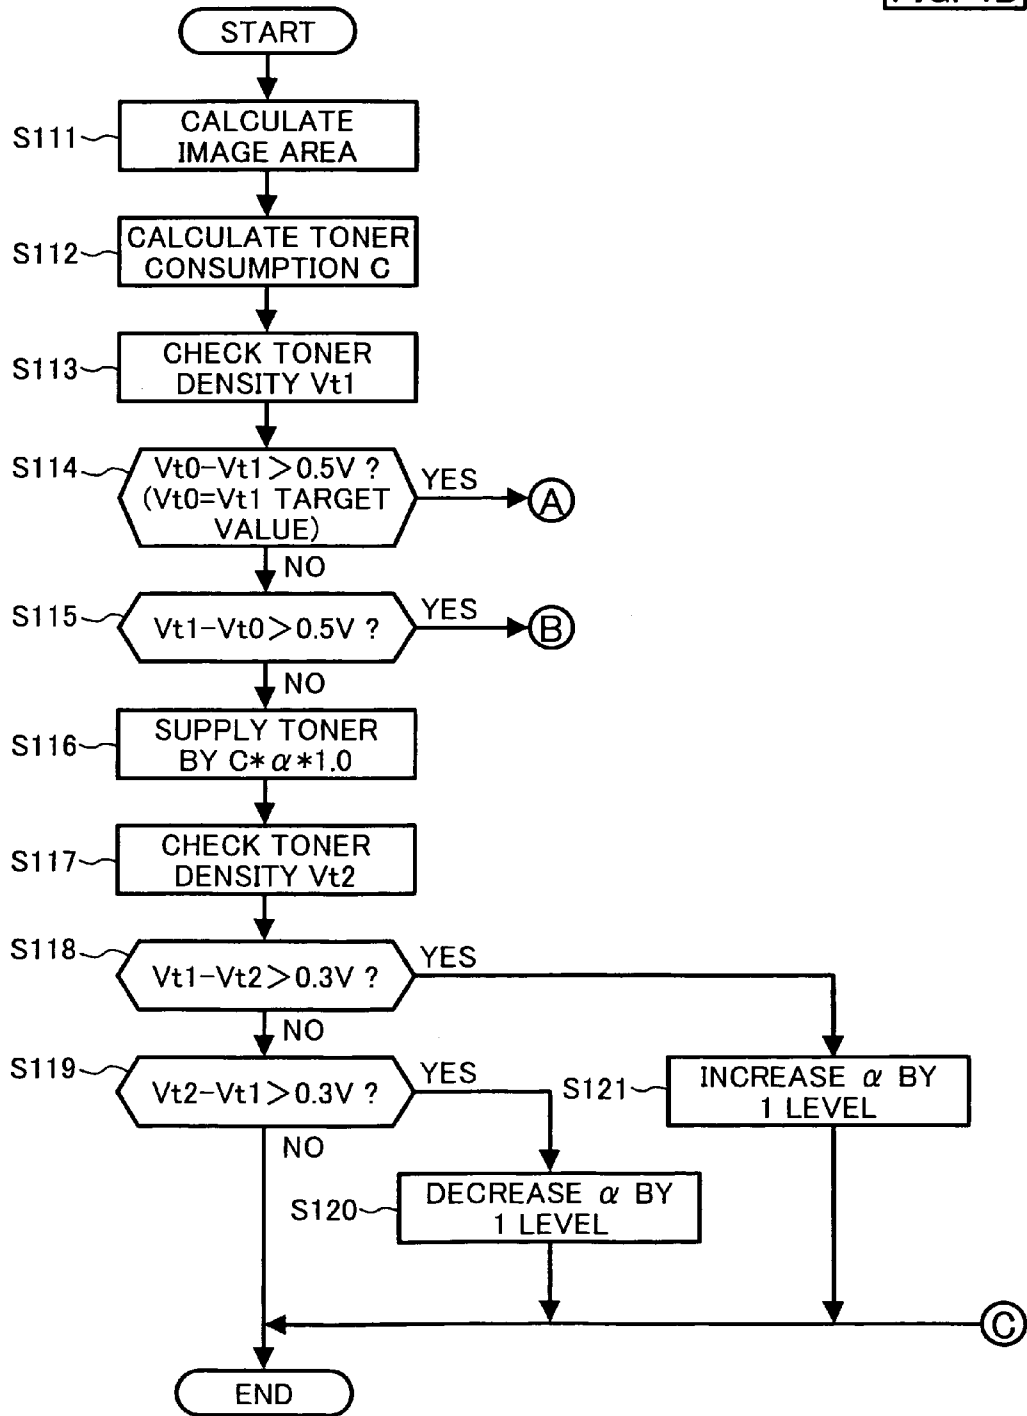 START
S111
CALCULATE
IMAGE AREA
S112
CALCULATE TONER
CONSUMPTION C
S113
CHECK TONER
DENSITY Vt1
S114
Vt0-Vt1>0.5V ?
(Vt0=Vt1 TARGET
VALUE)
YES
A
NO
S115
Vt1-Vt0>0.5V ?
YES
B
NO
S116
SUPPLY TONER
BY C*α*1.0
S117
CHECK TONER
DENSITY Vt2
S118
Vt1-Vt2>0.3V ?
YES
NO
S119
Vt2-Vt1>0.3V ?
YES
S121
INCREASE α BY
1 LEVEL
NO
S120
DECREASE α BY
1 LEVEL
C
END